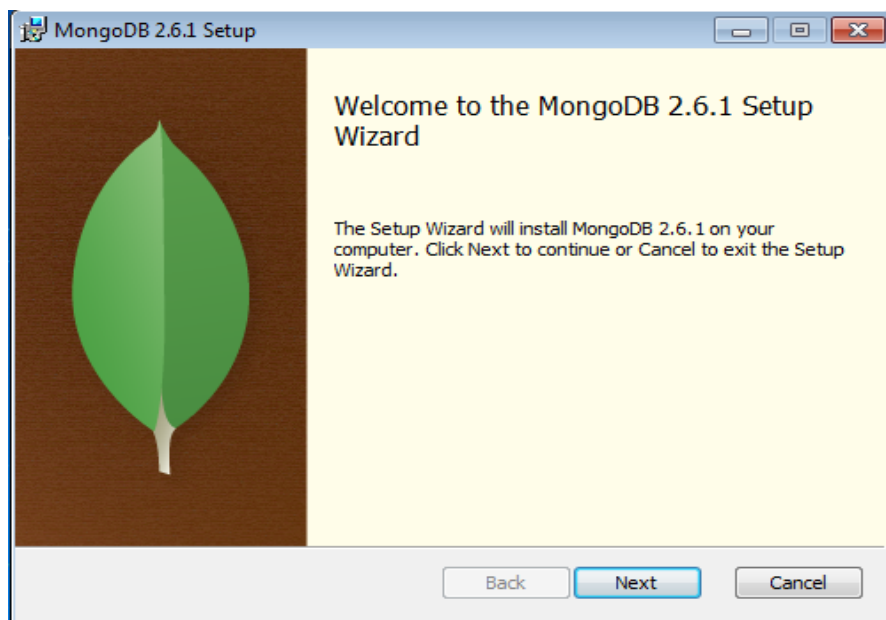 MongoDB 2.6.1 Setup
Welcome to the MongoDB 2.6.1 Setup
Wizard
The Setup Wizard will install MongoDB 2.6.1 on your
computer. Click Next to continue or Cancel to exit the Setup
Wizard.
Back Next Cancel